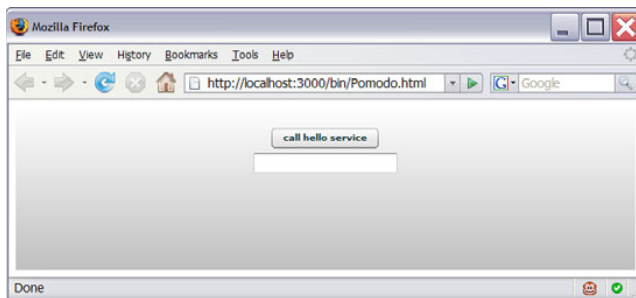 Mozilla Firefox
File Edit View History Bookmarks Tools Help
http://localhost:3000/bin/Pomodo.html G Google
call hello service
Done